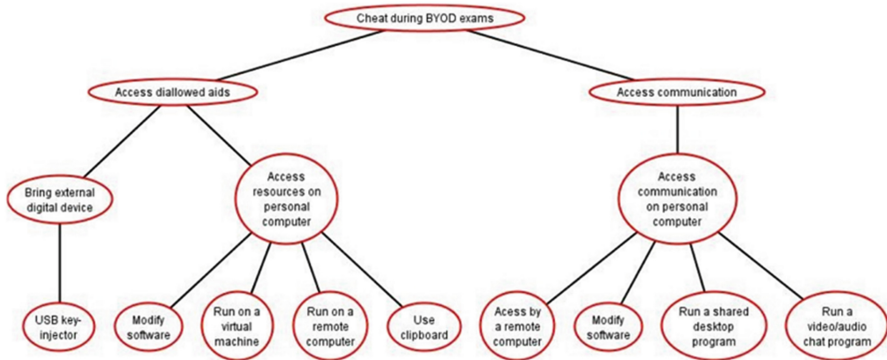 Cheat during BYOD exams
Access diallowed aids
Access communication
Bring external
digital device
Access
resources on
personal
computer
Access
communication
on personal
computer
USB key-
injector
Modify
software
Run on a
virtual
machine
Run on a
remote
computer
Use
clipboard
Acess by
a remote
computer
Modify
software
Run a shared
desktop
program
Run a
video/audio
chat program